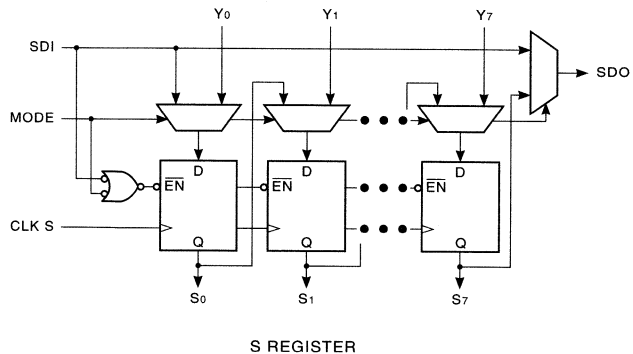 Y0 Y1 Y7
SDI
SDO
MODE
D D D
EN EN EN
CLK S
Q Q Q
S0 S1 S7
S REGISTER